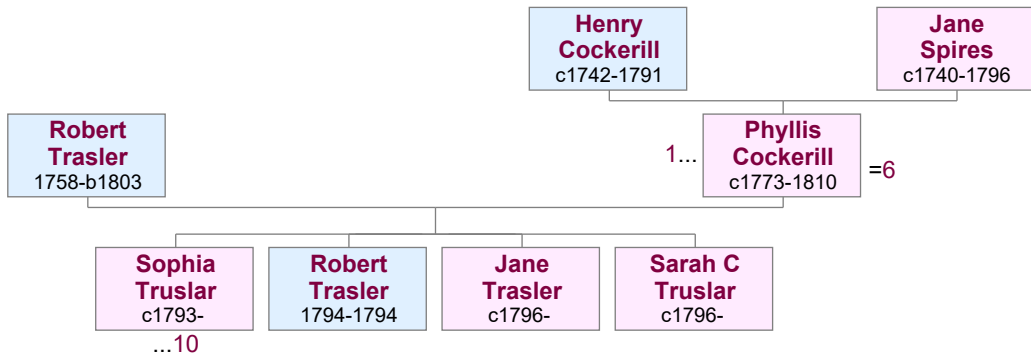 Henry
Cockerill
c1742-1791
Jane
Spires
c1740-1796
Robert
Trasler
1758-b1803
1...
Phyllis
Cockerill
c1773-1810
=6
Sophia
Truslar
c1793-
...10
Robert
Trasler
1794-1794
Jane
Trasler
c1796-
Sarah C
Truslar
c1796-